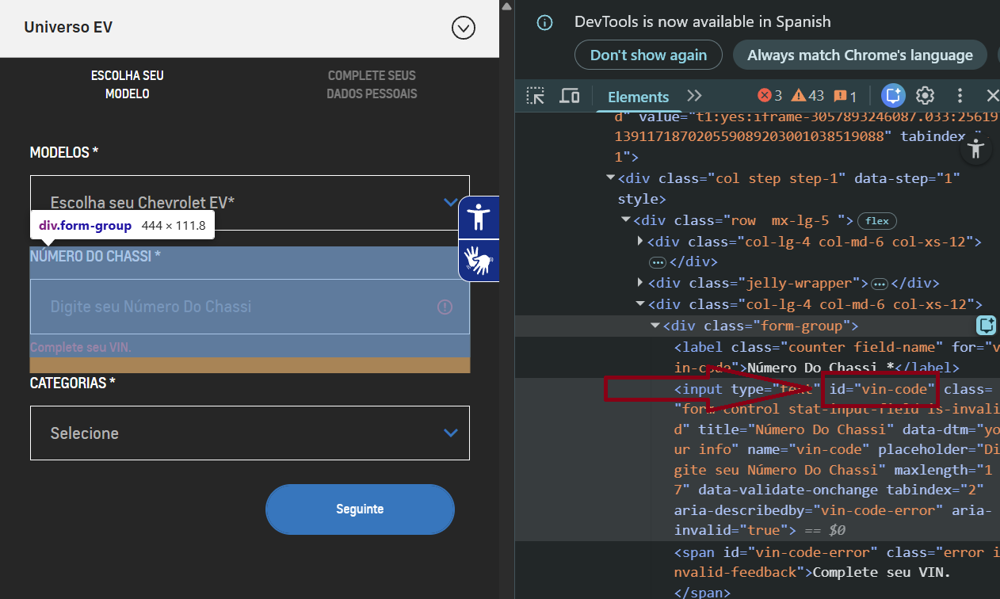 Universo EV
ESCOLHA SEU
MODELO
COMPLETE SEUS
DADOS PESSOAIS
MODELOS *
Escolha seu Chevrolet EV*
div.form-group 444 × 111.8
NÚMERO DO CHASSI *
Digite seu Número Do Chassi
Complete seu VIN.
CATEGORIAS *
Selecione
Seguinte
DevTools is now available in Spanish
Don't show again
Always match Chrome's language
Elements
3
43
1
d" value="t1:yes:iframe-3057893246087.033:25619
13911718702055908920300103851908​8" tabindex="-
1">
<div class="col step step-1" data-step="1"
style>
<div class="row  mx-lg-5 "> flex
<div class="col-lg-4 col-md-6 col-xs-12">
… </div>
<div class="jelly-wrapper"> … </div>
<div class="col-lg-4 col-md-6 col-xs-12">
<div class="form-group">
<label class="counter field-name" for="v
in-code">Número Do Chassi *</label>
<input type="text" id="vin-code" class=
"form-control stat-input-field is-invali
d" title="Número Do Chassi" data-dtm="yo
ur info" name="vin-code" placeholder="Di
gite seu Número Do Chassi" maxlength="1
7" data-validate-onchange tabindex="2"
aria-describedby="vin-code-error" aria-
invalid="true"> == $0
<span id="vin-code-error" class="error i
nvalid-feedback">Complete seu VIN.
</span>